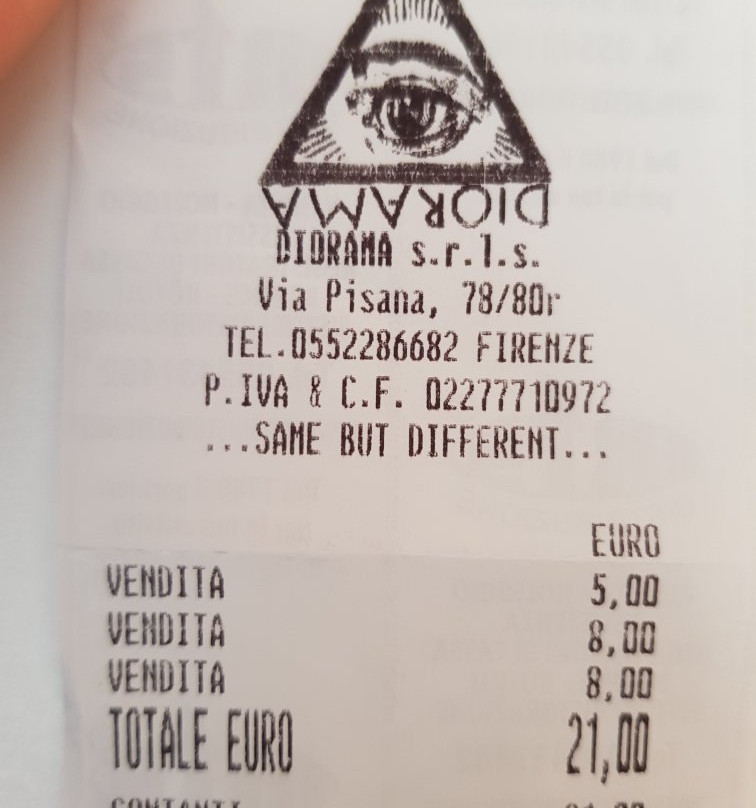 DIORAMA
DIORAMA s.r.l.s.
Via Pisana, 78/80r
TEL.0552286682 FIRENZE
P.IVA & C.F. 02277710972
...SAME BUT DIFFERENT...
EURO
VENDITA 5,00
VENDITA 8,00
VENDITA 8,00
TOTALE EURO 21,00
CONTANTI